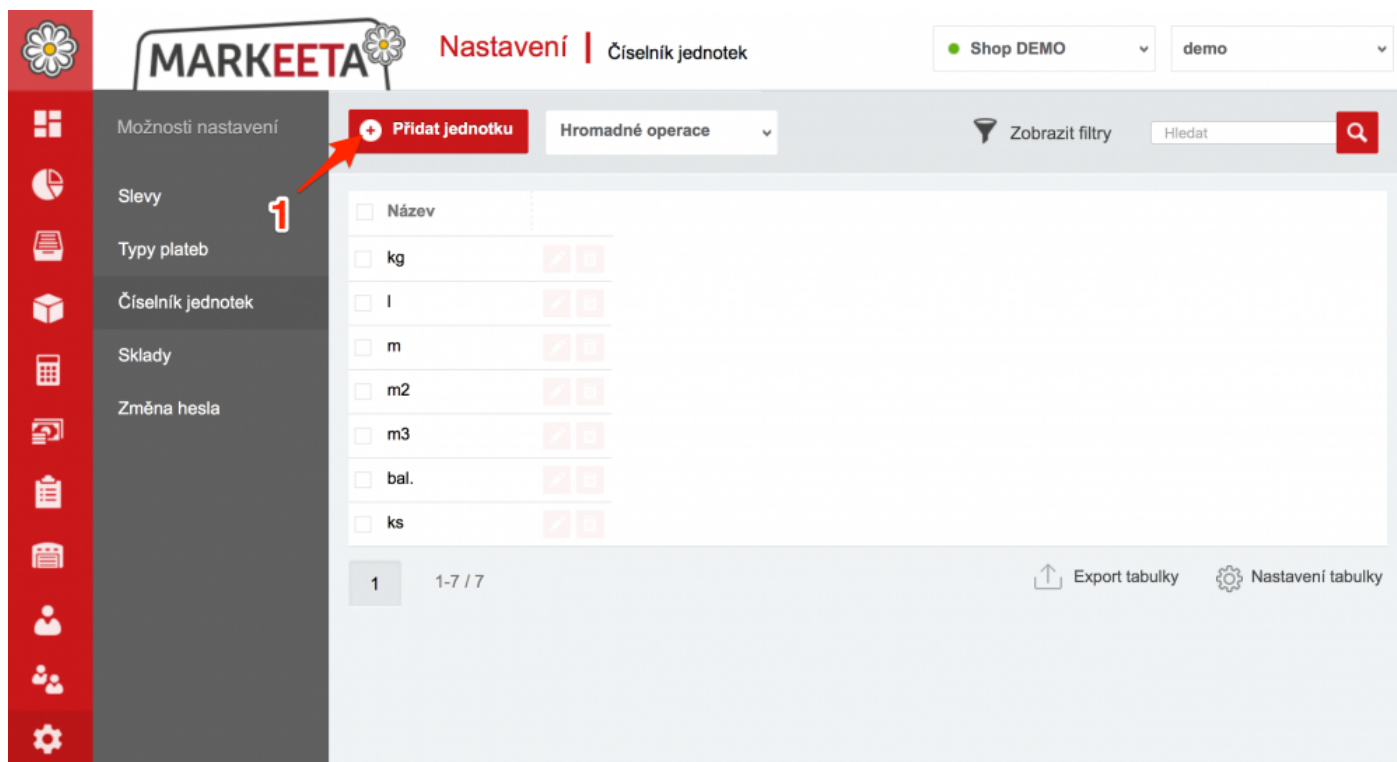 MARKEETA
Nastavení | Číselník jednotek
Shop DEMO
demo
Možnosti nastavení
Slevy
Typy plateb
Číselník jednotek
Sklady
Změna hesla
Přidat jednotku
Hromadné operace
Zobrazit filtry
Hledat
1
Název
kg
l
m
m2
m3
bal.
ks
1
1-7 / 7
Export tabulky
Nastavení tabulky